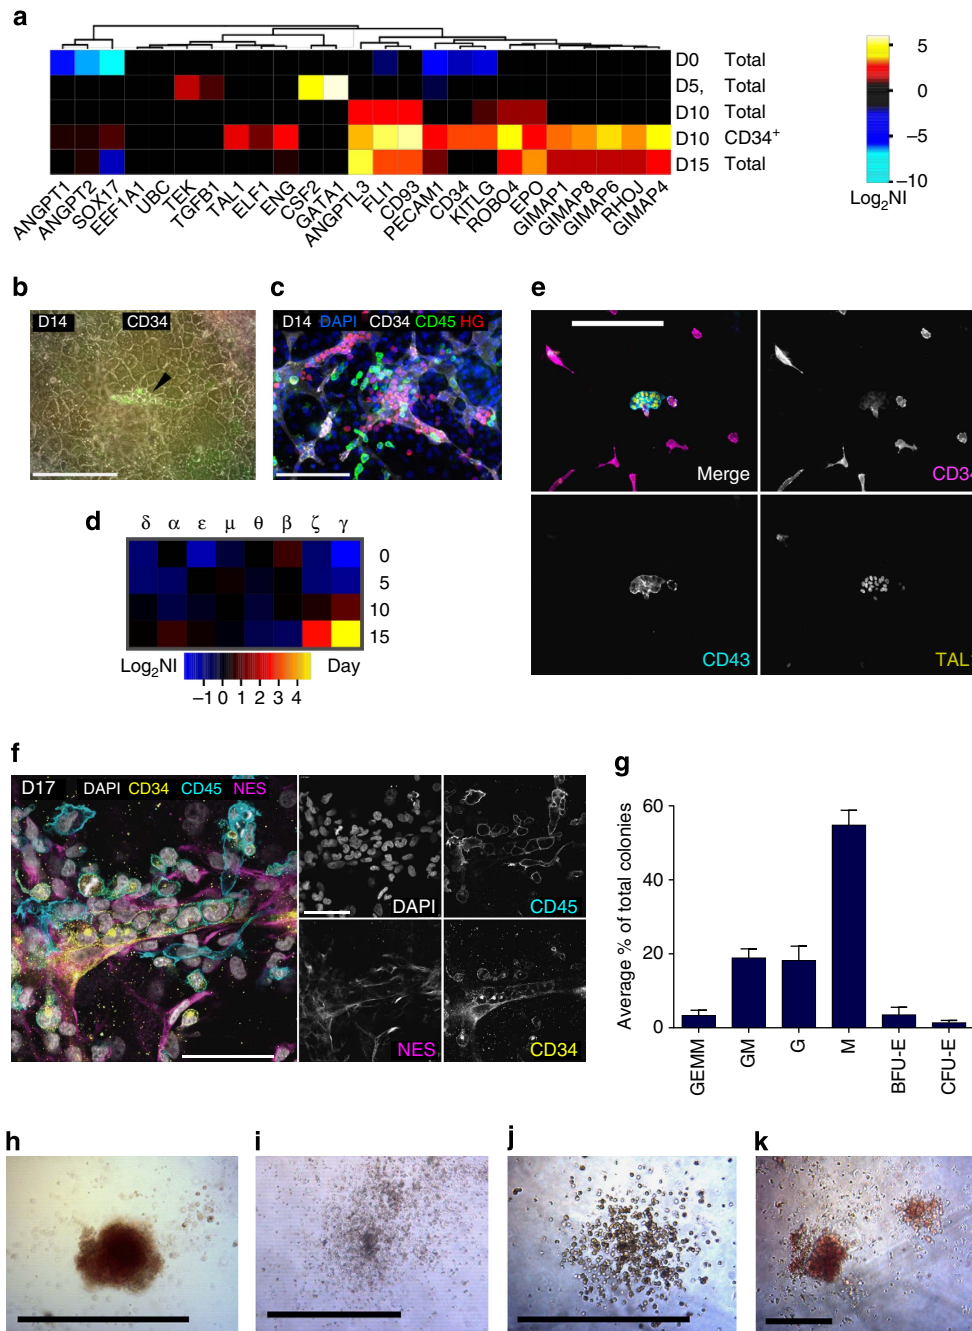 a
D0 Total
D5, Total
D10 Total
D10 CD34+
D15 Total
5
0
−5
−10
Log2NI
ANGPT1
ANGPT2
SOX17
EEF1A1
UBC
TEK
TGFB1
TAL1
ELF1
ENG
CSF2
GATA1
ANGPTL3
FLI1
CD93
PECAM1
CD34
KITLG
ROBO4
EPO
GIMAP1
GIMAP8
GIMAP6
RHOJ
GIMAP4
b
D14 CD34
c
D14 DAPI CD34 CD45 HG
d
δ α ε μ θ β ζ γ
0
5
10
15
Log2NI
Day
−1 0 1 2 3 4
e
Merge
CD34
CD43
TAL
f
D17 DAPI CD34 CD45 NES
DAPI
CD45
NES
CD34
g
Average % of total colonies
60
40
20
0
GEMM
GM
G
M
BFU-E
CFU-E
h
i
j
k